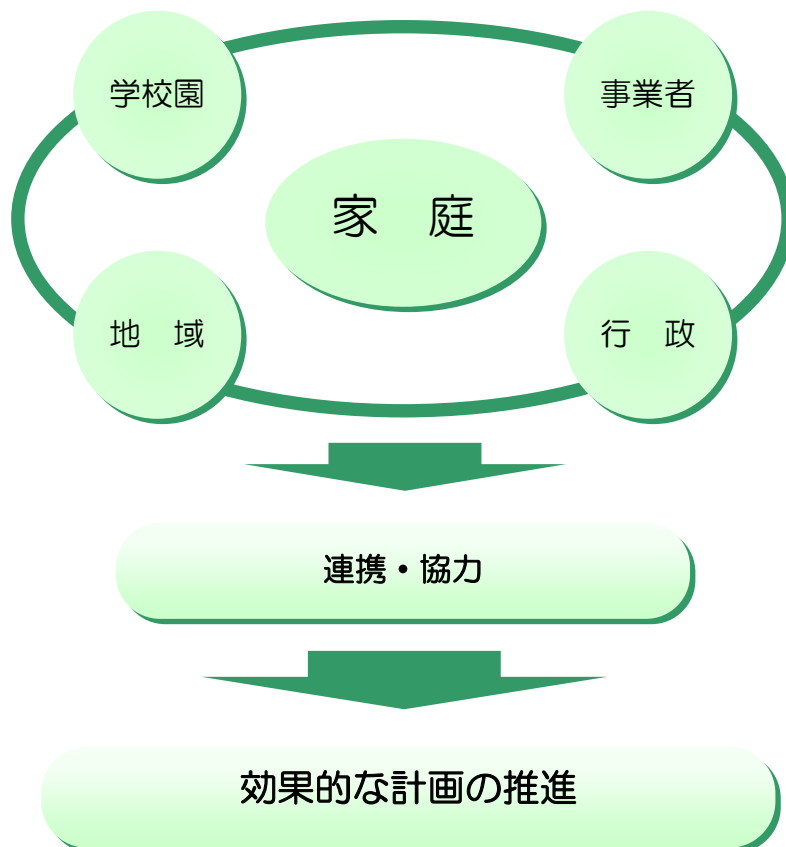 学校園
事業者
家　庭
地　域
行　政
連携・協力
効果的な計画の推進